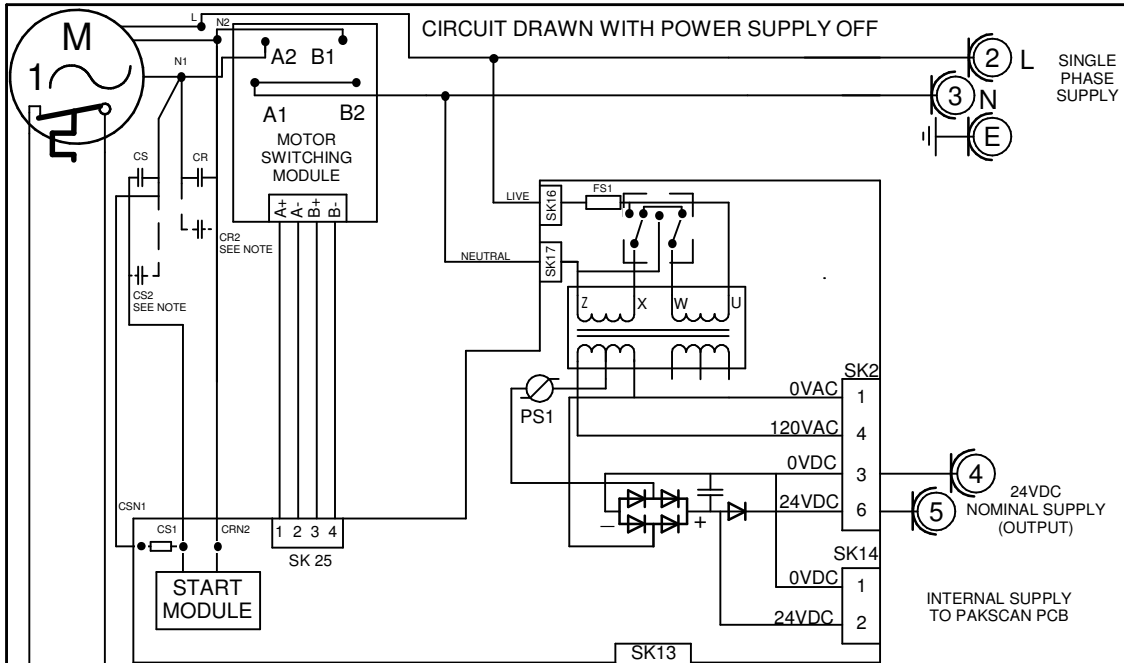 CIRCUIT DRAWN WITH POWER SUPPLY OFF
L
N2
M
1
N1
A2 B1
A1 B2
MOTOR
SWITCHING
MODULE
A+ A- B+ B-
2 L
3 N
E
SINGLE
PHASE
SUPPLY
CS
CR
CR2
SEE NOTE
CS2
SEE NOTE
LIVE
SK16
FS1
NEUTRAL
SK17
Z X W U
PS1
SK2
0VAC 1
120VAC 4
0VDC 3
24VDC 6
4
5
24VDC
NOMINAL SUPPLY
(OUTPUT)
– +
SK14
0VDC 1
24VDC 2
INTERNAL SUPPLY
TO PAKSCAN PCB
CSN1
CS1
CRN2
1 2 3 4
SK 25
START
MODULE
SK13